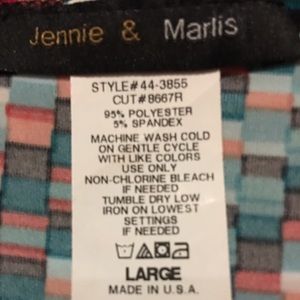 Jennie & Marlis
STYLE#44-3855
CUT#8667R
95% POLYESTER
5% SPANDEX
MACHINE WASH COLD
ON GENTLE CYCLE
WITH LIKE COLORS
USE ONLY
NON-CHLORINE BLEACH
IF NEEDED
TUMBLE DRY LOW
IRON ON LOWEST
SETTINGS
IF NEEDED
LARGE
MADE IN U.S.A.